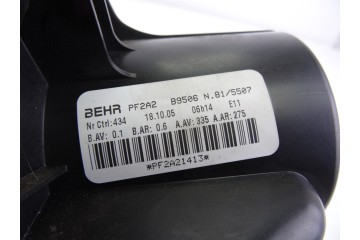 BEHR PF2A2 B9506 N.81/5507
Nr Ctrl:434 18.10.05 06h14 E11
B.AV: 0.1 B.AR: 0.6 A.AV:335 A.AR:275
*PF2A21413*